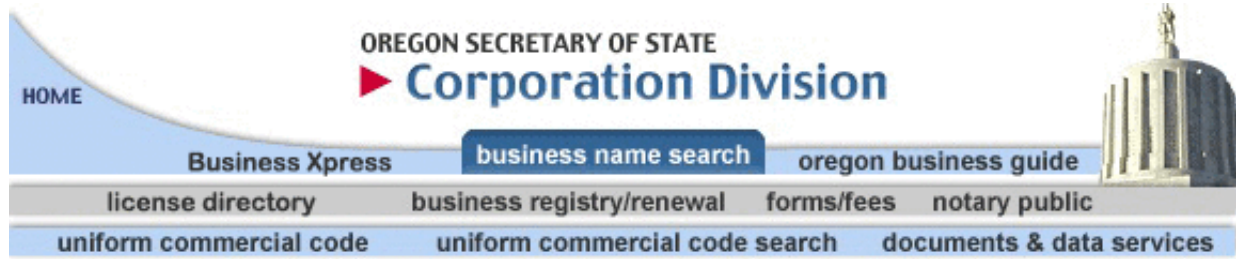 OREGON SECRETARY OF STATE
Corporation Division
HOME
Business Xpress business name search oregon business guide
license directory business registry/renewal forms/fees notary public
uniform commercial code uniform commercial code search documents & data services